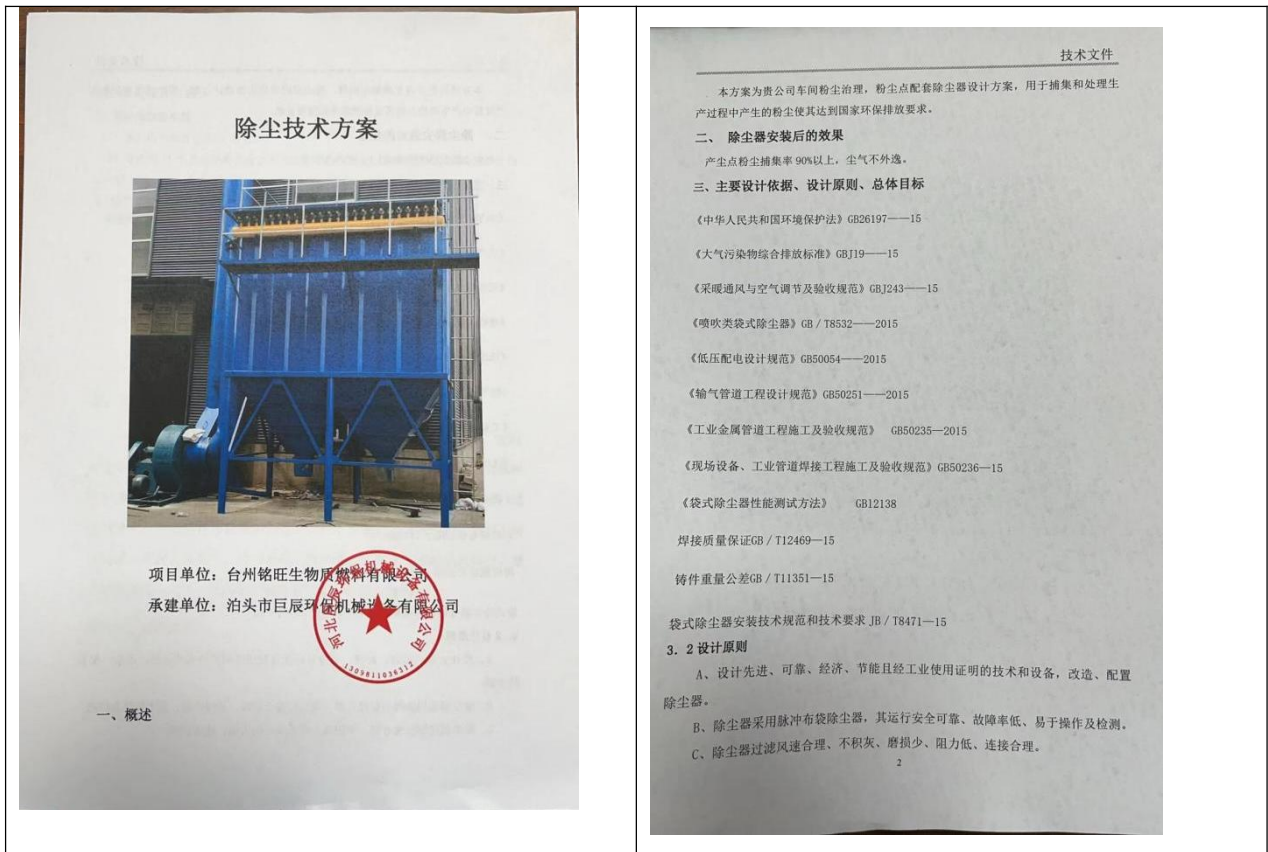 除尘技术方案
项目单位：台州铭旺生物质燃料有限公司
承建单位：泊头市巨辰环保机械设备有限公司
河北辰辰环保机械设备有限公司
1309811036312
一、概述
技术文件
本方案为贵公司车间粉尘治理，粉尘点配套除尘器设计方案，用于捕集和处理生
产过程中产生的粉尘使其达到国家环保排放要求。
二、 除尘器安装后的效果
产尘点粉尘捕集率 90%以上，尘气不外逸。
三、主要设计依据、设计原则、总体目标
《中华人民共和国环境保护法》GB26197——15
《大气污染物综合排放标准》GBJ19——15
《采暖通风与空气调节及验收规范》GBJ243——15
《喷吹类袋式除尘器》GB／T8532——2015
《低压配电设计规范》GB50054——2015
《输气管道工程设计规范》GB50251——2015
《工业金属管道工程施工及验收规范》 GB50235—2015
《现场设备、工业管道焊接工程施工及验收规范》GB50236—15
《袋式除尘器性能测试方法》 GB12138
焊接质量保证GB／T12469—15
铸件重量公差GB／T11351—15
袋式除尘器安装技术规范和技术要求 JB／T8471—15
3．2 设计原则
A、设计先进、可靠、经济、节能且经工业使用证明的技术和设备，改造、配置
除尘器。
B、除尘器采用脉冲布袋除尘器，其运行安全可靠、故障率低、易于操作及检测。
C、除尘器过滤风速合理、不积灰、磨损少、阻力低、连接合理。
2